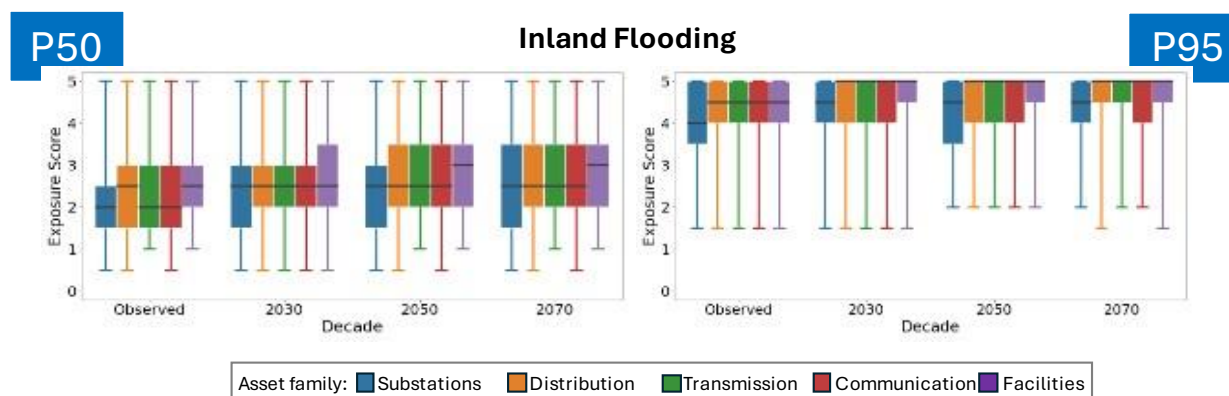 P50
Inland Flooding
P95
5
4
3
2
1
0
Exposure Score
Observed 2030 2050 2070
Decade
5
4
3
2
1
0
Exposure Score
Observed 2030 2050 2070
Decade
Asset family: Substations Distribution Transmission Communication Facilities